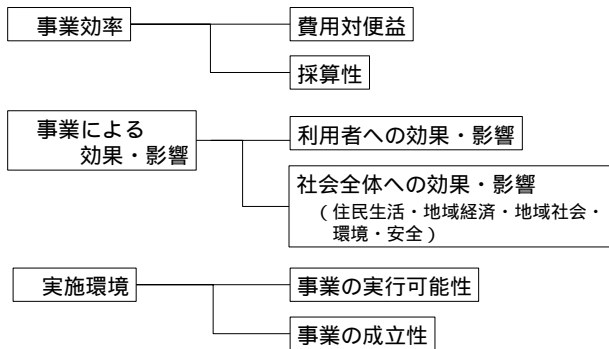 事業効率
費用対便益
採算性
事業による
効果・影響
利用者への効果・影響
社会全体への効果・影響
（住民生活・地域経済・地域社会・
環境・安全）
実施環境
事業の実行可能性
事業の成立性